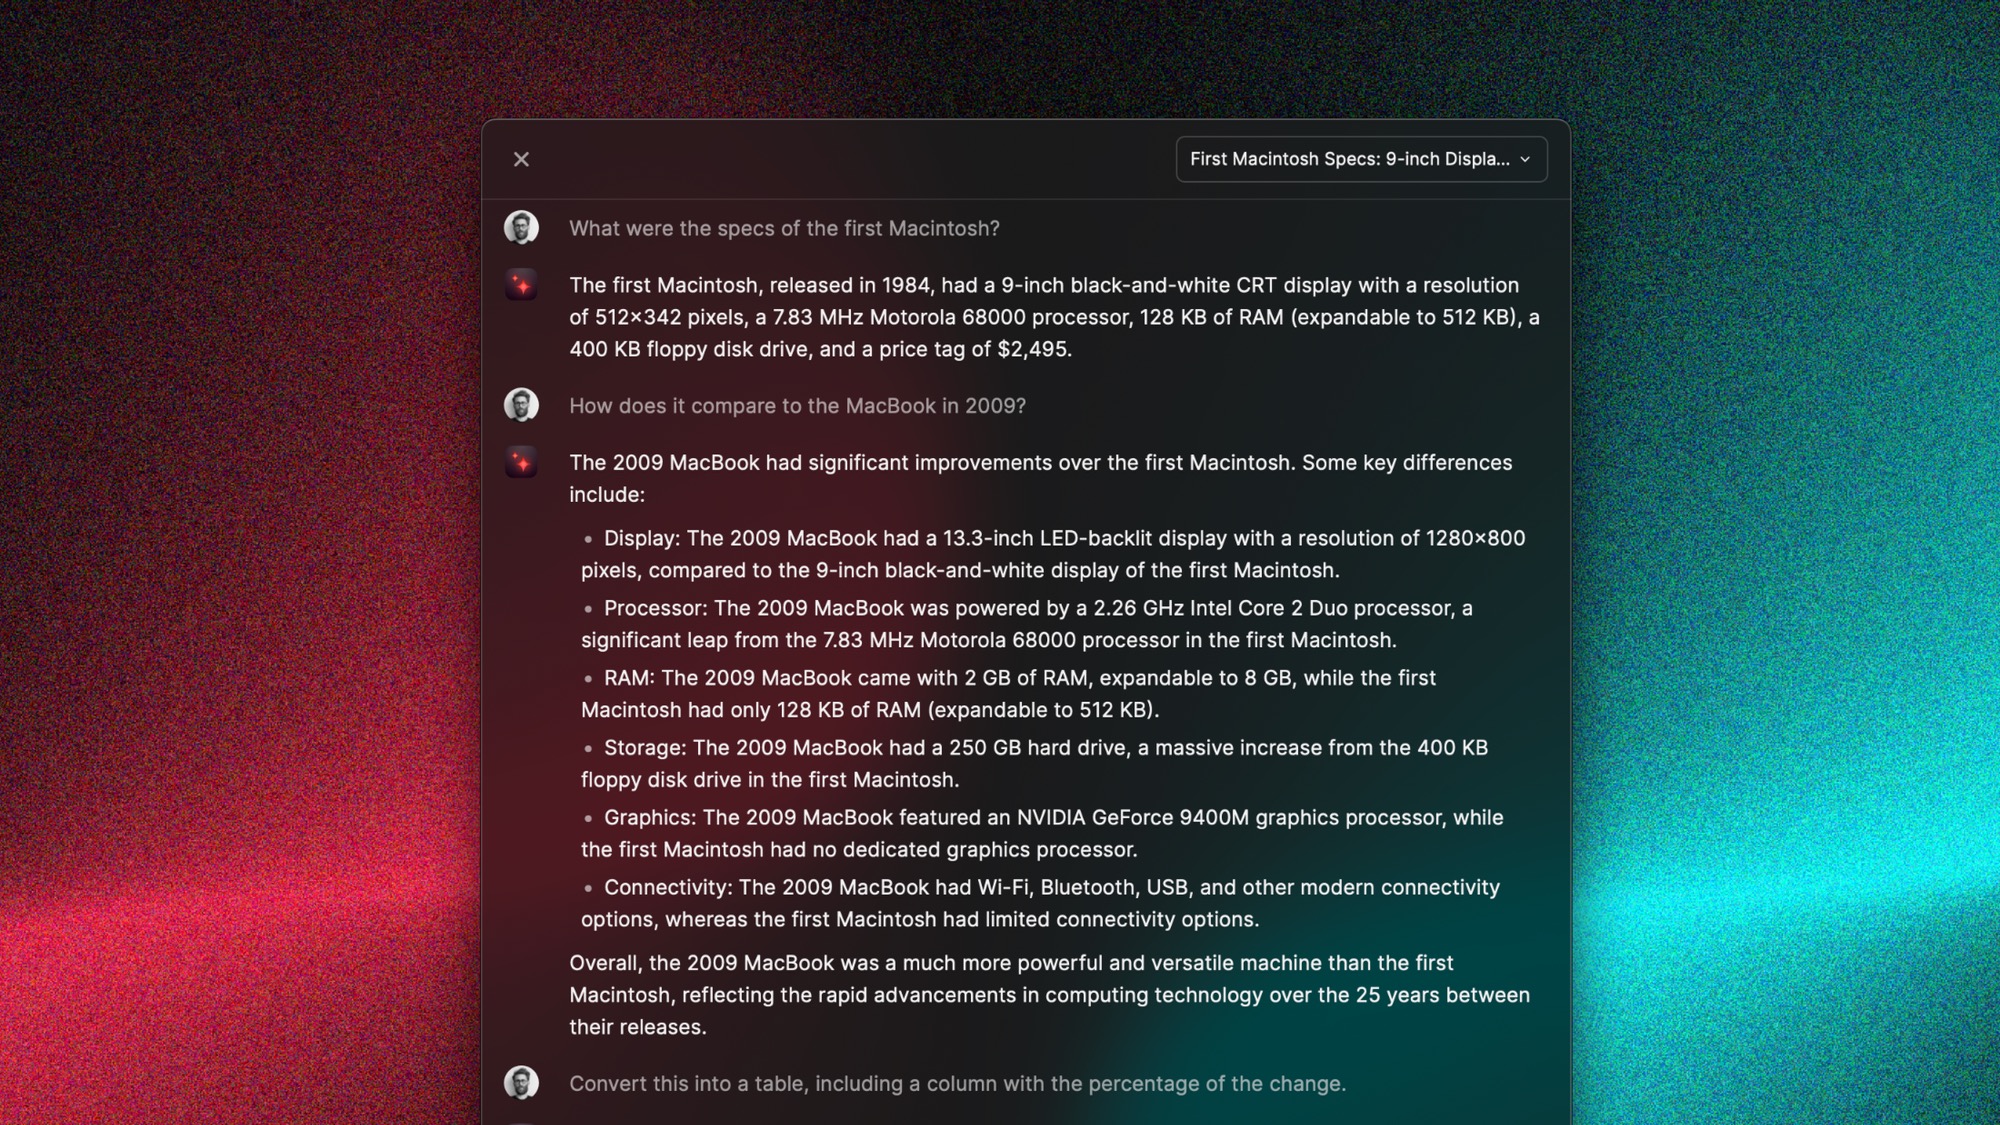 First Macintosh Specs: 9-inch Displa...
What were the specs of the first Macintosh?
The first Macintosh, released in 1984, had a 9-inch black-and-white CRT display with a resolution
of 512×342 pixels, a 7.83 MHz Motorola 68000 processor, 128 KB of RAM (expandable to 512 KB), a
400 KB floppy disk drive, and a price tag of $2,495.
How does it compare to the MacBook in 2009?
The 2009 MacBook had significant improvements over the first Macintosh. Some key differences
include:
• Display: The 2009 MacBook had a 13.3-inch LED-backlit display with a resolution of 1280×800
pixels, compared to the 9-inch black-and-white display of the first Macintosh.
• Processor: The 2009 MacBook was powered by a 2.26 GHz Intel Core 2 Duo processor, a
significant leap from the 7.83 MHz Motorola 68000 processor in the first Macintosh.
• RAM: The 2009 MacBook came with 2 GB of RAM, expandable to 8 GB, while the first
Macintosh had only 128 KB of RAM (expandable to 512 KB).
• Storage: The 2009 MacBook had a 250 GB hard drive, a massive increase from the 400 KB
floppy disk drive in the first Macintosh.
• Graphics: The 2009 MacBook featured an NVIDIA GeForce 9400M graphics processor, while
the first Macintosh had no dedicated graphics processor.
• Connectivity: The 2009 MacBook had Wi-Fi, Bluetooth, USB, and other modern connectivity
options, whereas the first Macintosh had limited connectivity options.
Overall, the 2009 MacBook was a much more powerful and versatile machine than the first
Macintosh, reflecting the rapid advancements in computing technology over the 25 years between
their releases.
Convert this into a table, including a column with the percentage of the change.